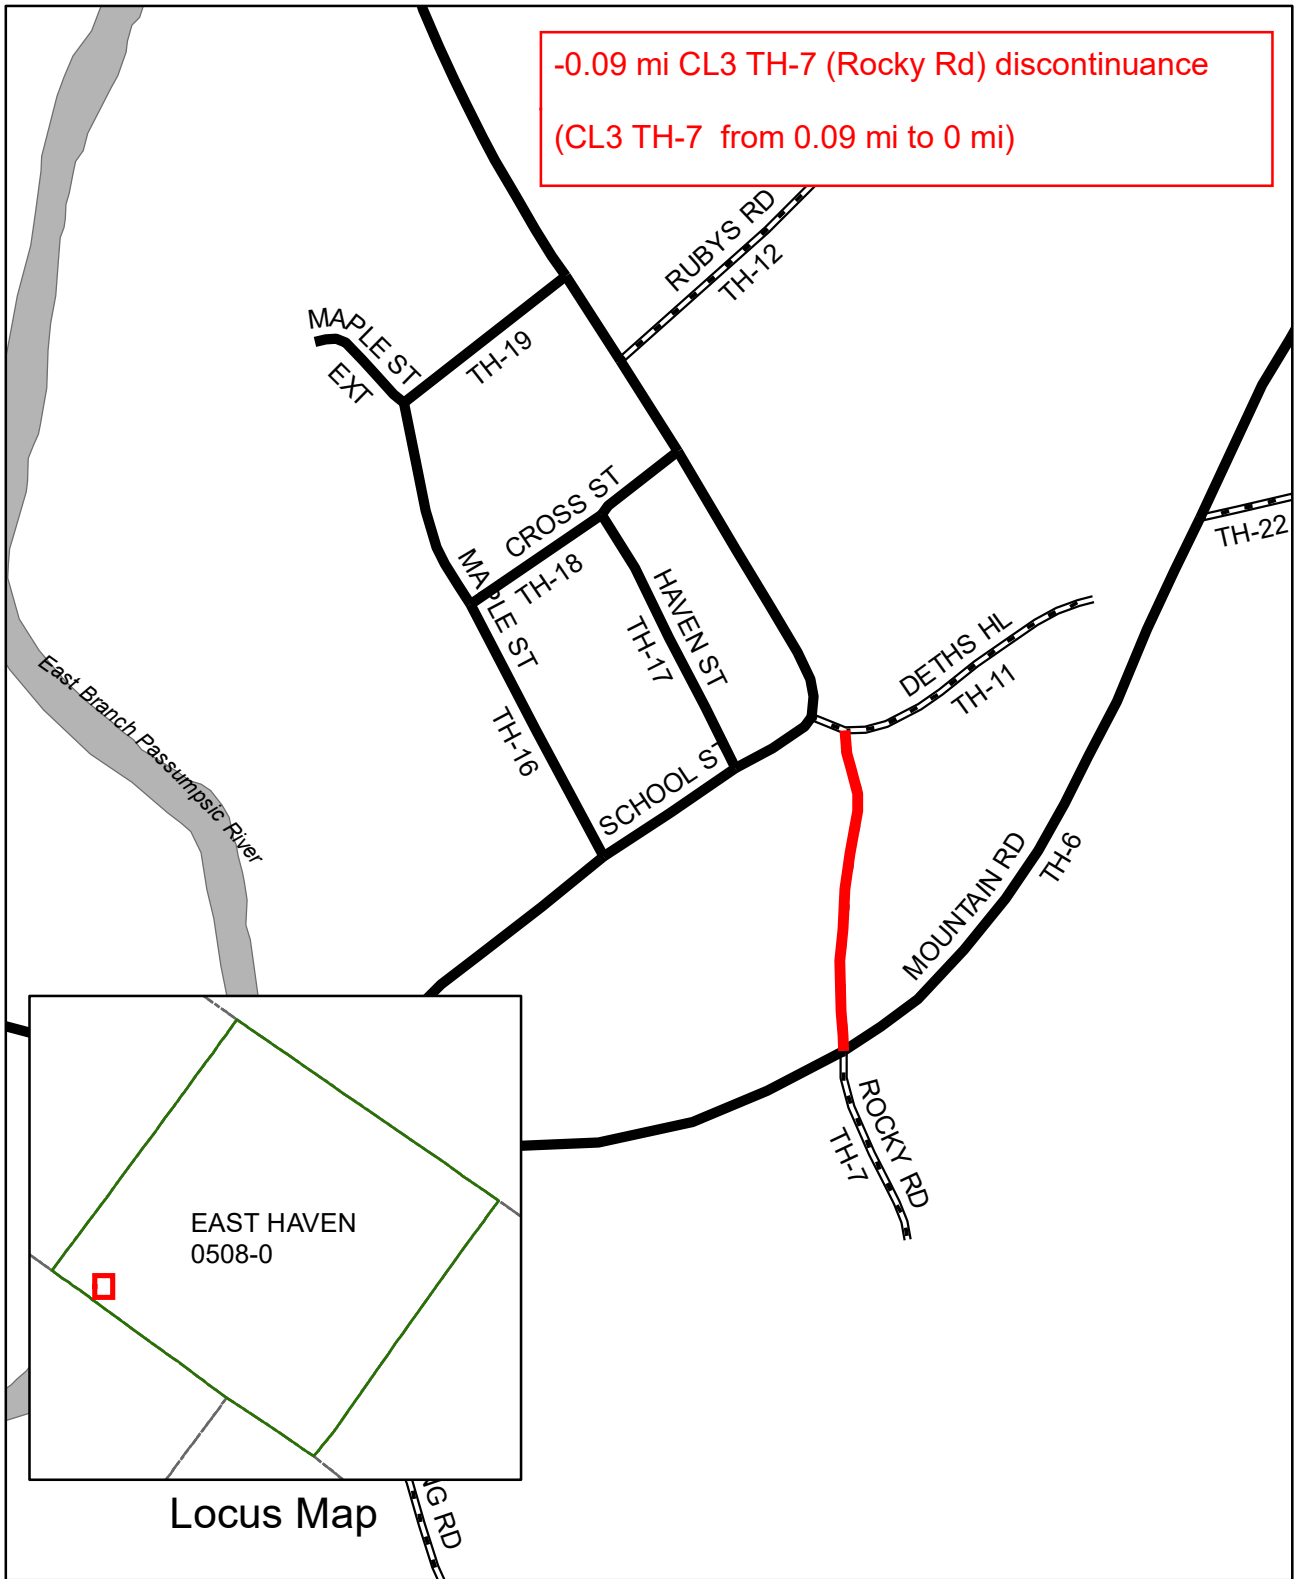 -0.09 mi CL3 TH-7 (Rocky Rd) discontinuance
(CL3 TH-7  from 0.09 mi to 0 mi)
RUBYS RD
TH-12
MAPLE ST
EXT
TH-19
CROSS ST
TH-18
TH-22
MAPLE ST
HAVEN ST
TH-17
DETHS HL
TH-11
East Branch Passumpsic River
TH-16
SCHOOL ST
MOUNTAIN RD
TH-6
ROCKY RD
TH-7
EAST HAVEN
0508-0
Locus Map
NG RD